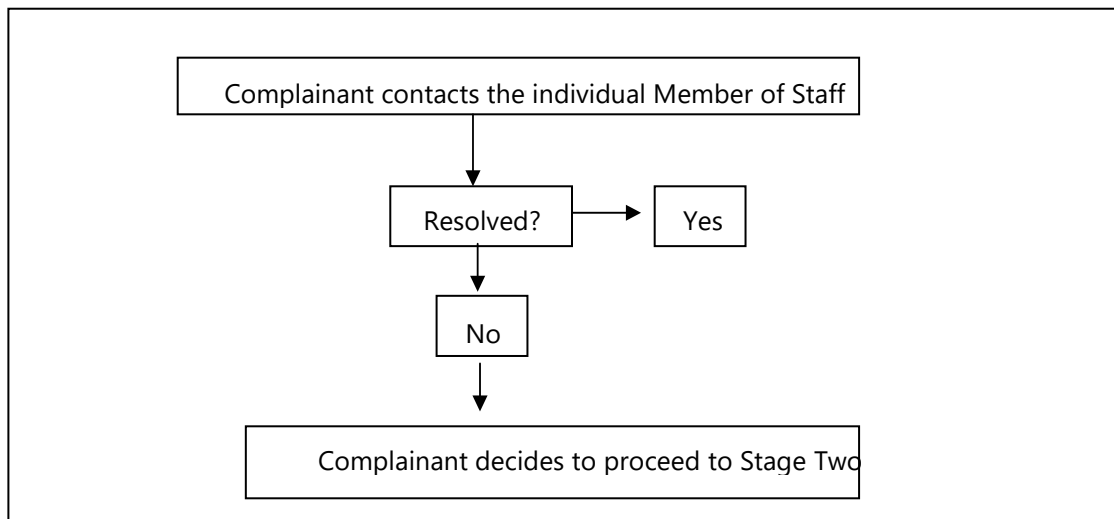 Complainant contacts the individual Member of Staff
Resolved?
Yes
No
Complainant decides to proceed to Stage Two